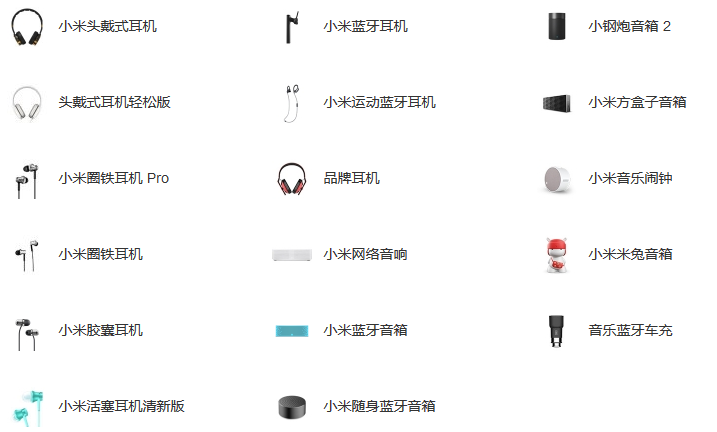 小米头戴式耳机
小米蓝牙耳机
小钢炮音箱 2
头戴式耳机轻松版
小米运动蓝牙耳机
小米方盒子音箱
小米圈铁耳机 Pro
品牌耳机
小米音乐闹钟
小米圈铁耳机
小米网络音响
小米米兔音箱
小米胶囊耳机
小米蓝牙音箱
音乐蓝牙车充
小米活塞耳机清新版
小米随身蓝牙音箱